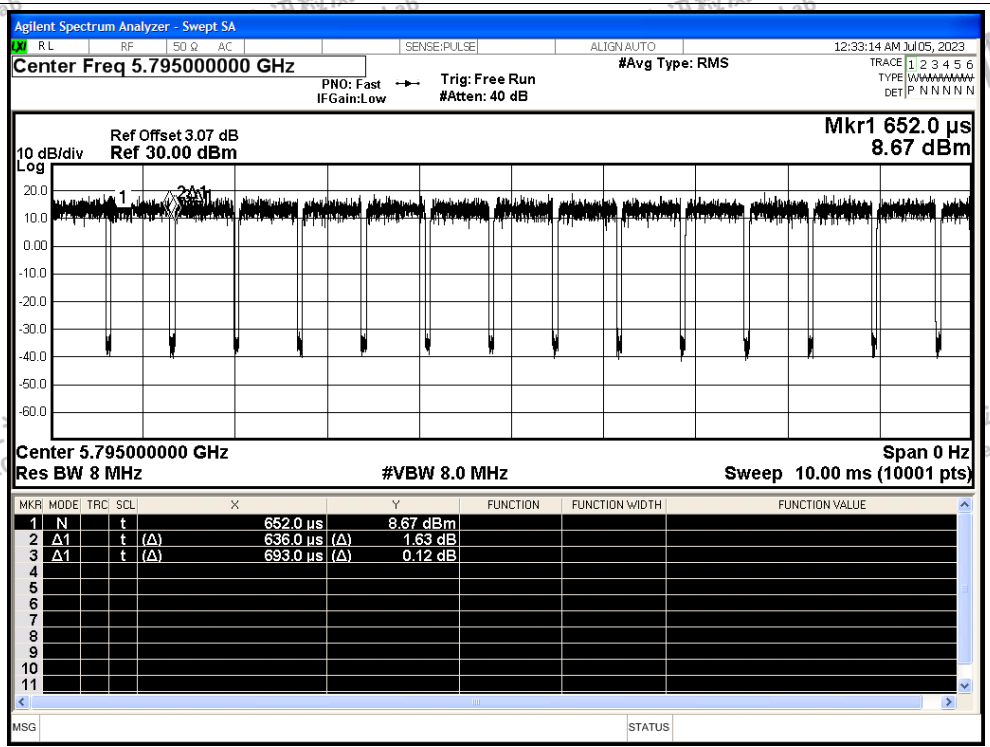 Agilent Spectrum Analyzer - Swept SA
LXI RL RF 50 Ω AC SENSE:PULSE ALIGN AUTO 12:33:14 AM Jul 05, 2023
Center Freq 5.795000000 GHz #Avg Type: RMS TRACE 1 2 3 4 5 6
PNO: Fast Trig: Free Run TYPE W
IFGain:Low #Atten: 40 dB DET P N N N N N
Mkr1 652.0 µs
Ref Offset 3.07 dB
10 dB/div Ref 30.00 dBm 8.67 dBm
Log
20.0
1 2Δ1
10.0
0.00
-10.0
-20.0
-30.0
-40.0
-50.0
-60.0
Center 5.795000000 GHz Span 0 Hz
Res BW 8 MHz #VBW 8.0 MHz Sweep 10.00 ms (10001 pts)
MKR MODE TRC SCL X Y FUNCTION FUNCTION WIDTH FUNCTION VALUE
1 N t 652.0 µs 8.67 dBm
2 Δ1 t (Δ) 636.0 µs (Δ) 1.63 dB
3 Δ1 t (Δ) 693.0 µs (Δ) 0.12 dB
4
5
6
7
8
9
10
11
MSG STATUS